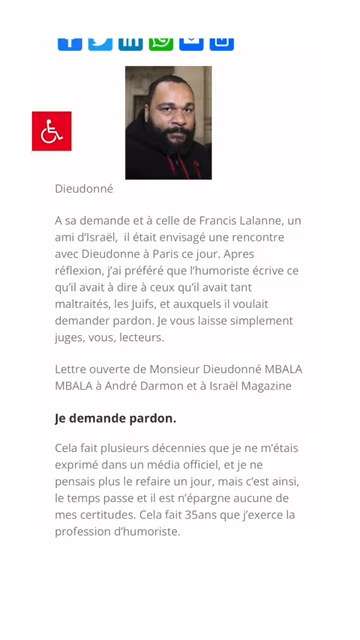 Dieudonné
A sa demande et à celle de Francis Lalanne, un
ami d'Israël, il était envisagé une rencontre
avec Dieudonne à Paris ce jour. Apres
réflexion, j'ai préféré que l'humoriste écrive ce
qu'il avait à dire à ceux qu'il avait tant
maltraités, les Juifs, et auxquels il voulait
demander pardon. Je vous laisse simplement
juges, vous, lecteurs.
Lettre ouverte de Monsieur Dieudonné MBALA
MBALA à André Darmon et à Israël Magazine
Je demande pardon.
Cela fait plusieurs décennies que je ne m'étais
exprimé dans un média officiel, et je ne
pensais plus le refaire un jour, mais c'est ainsi,
le temps passe et il est n'épargne aucune de
mes certitudes. Cela fait 35ans que j'exerce la
profession d'humoriste.